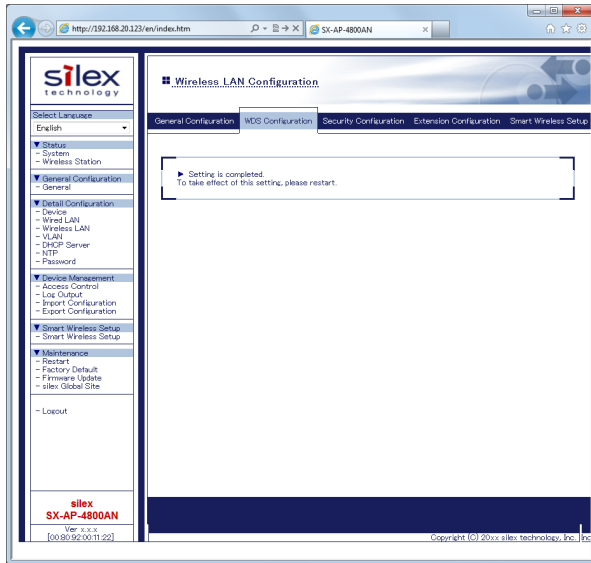 http://192.168.20.123/en/index.htm
SX-AP-4800AN
silex
technology
Select Language
English
▼ Status
– System
– Wireless Station
▼ General Configuration
– General
▼ Detail Configuration
– Device
– Wired LAN
– Wireless LAN
– VLAN
– DHCP Server
– NTP
– Password
▼ Device Management
– Access Control
– Log Output
– Import Configuration
– Export Configuration
▼ Smart Wireless Setup
– Smart Wireless Setup
▼ Maintenance
– Restart
– Factory Default
– Firmware Update
– silex Global Site
– Logout
silex
SX-AP-4800AN
Ver x.x.x
[00:80:92:00:11:22]
Wireless LAN Configuration
General Configuration WDS Configuration Security Configuration Extension Configuration Smart Wireless Setup
► Setting is completed.
To take effect of this setting, please restart.
Copyright (C) 20xx silex technology, Inc. Inc